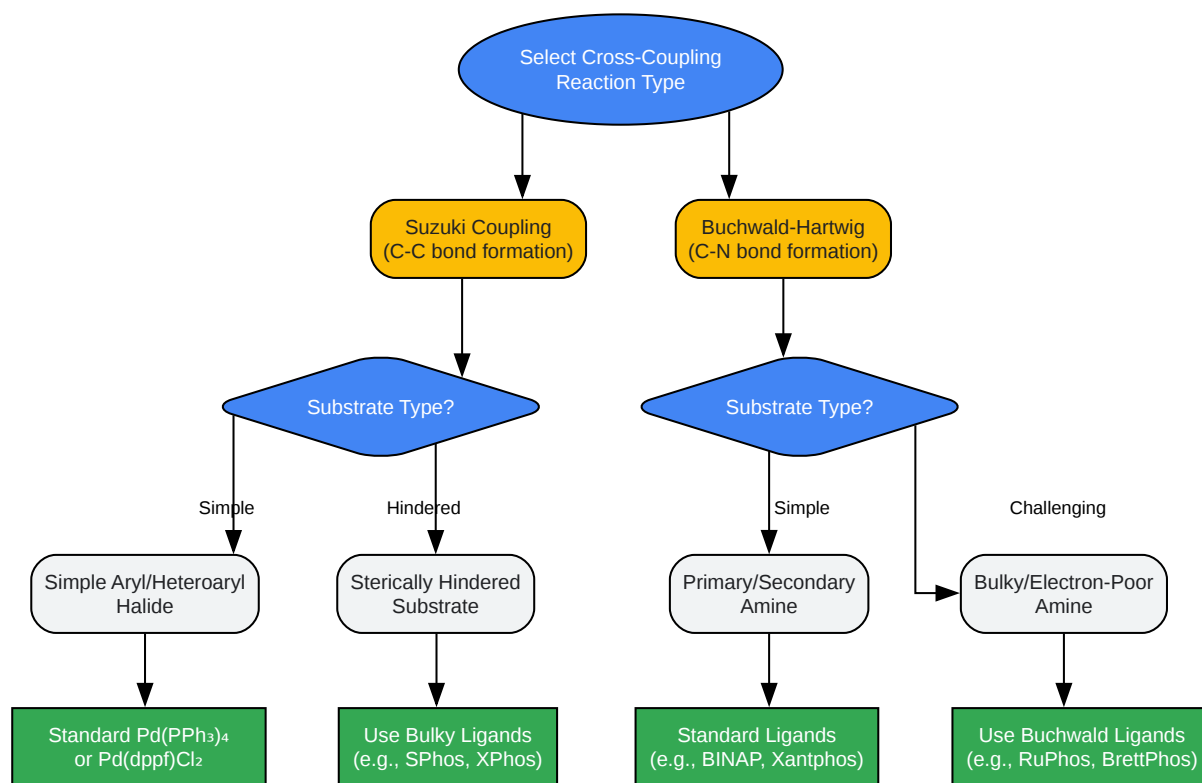 Select Cross-Coupling
Reaction Type
Suzuki Coupling
(C-C bond formation)
Buchwald-Hartwig
(C-N bond formation)
Substrate Type?
Substrate Type?
Simple
Hindered
Simple
Challenging
Simple Aryl/Heteroaryl
Halide
Sterically Hindered
Substrate
Primary/Secondary
Amine
Bulky/Electron-Poor
Amine
Standard Pd(PPh₃)₄
or Pd(dppf)Cl₂
Use Bulky Ligands
(e.g., SPhos, XPhos)
Standard Ligands
(e.g., BINAP, Xantphos)
Use Buchwald Ligands
(e.g., RuPhos, BrettPhos)